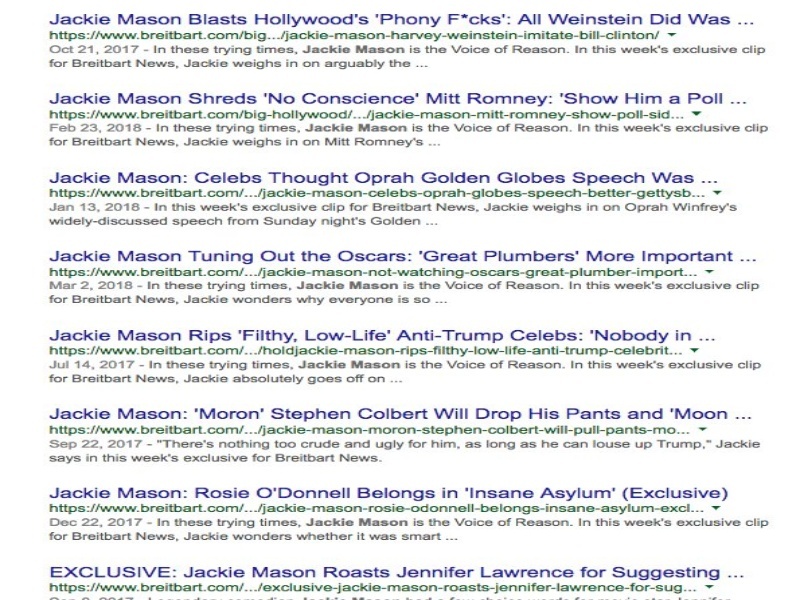 Jackie Mason Blasts Hollywood's 'Phony F*cks': All Weinstein Did Was ...
https://www.breitbart.com/big.../jackie-mason-harvey-weinstein-imitate-bill-clinton/
Oct 21, 2017 - In these trying times, Jackie Mason is the Voice of Reason. In this week's exclusive clip
for Breitbart News, Jackie weighs in on arguably the ...
Jackie Mason Shreds 'No Conscience' Mitt Romney: 'Show Him a Poll ...
https://www.breitbart.com/big-hollywood/.../jackie-mason-mitt-romney-show-poll-sid...
Feb 23, 2018 - In these trying times, Jackie Mason is the Voice of Reason. In this week's exclusive clip
for Breitbart News, Jackie weighs in on Mitt Romney's ...
Jackie Mason: Celebs Thought Oprah Golden Globes Speech Was ...
https://www.breitbart.com/.../jackie-mason-celebs-oprah-globes-speech-better-gettysb...
Jan 13, 2018 - In this week's exclusive clip for Breitbart News, Jackie weighs in on Oprah Winfrey's
widely-discussed speech from Sunday night's Golden ...
Jackie Mason Tuning Out the Oscars: 'Great Plumbers' More Important ...
https://www.breitbart.com/.../jackie-mason-not-watching-oscars-great-plumber-import...
Mar 2, 2018 - In these trying times, Jackie Mason is the Voice of Reason. In this week's exclusive clip
for Breitbart News, Jackie wonders why everyone is so ...
Jackie Mason Rips 'Filthy, Low-Life' Anti-Trump Celebs: 'Nobody in ...
https://www.breitbart.com/.../holdjackie-mason-rips-filthy-low-life-anti-trump-celebrit...
Jul 14, 2017 - In these trying times, Jackie Mason is the Voice of Reason. In this week's exclusive clip
for Breitbart News, Jackie absolutely goes off on ...
Jackie Mason: 'Moron' Stephen Colbert Will Drop His Pants and 'Moon ...
https://www.breitbart.com/.../jackie-mason-moron-stephen-colbert-will-pull-pants-mo...
Sep 22, 2017 - "There's nothing too crude and ugly for him, as long as he can louse up Trump," Jackie
says in this week's exclusive for Breitbart News.
Jackie Mason: Rosie O'Donnell Belongs in 'Insane Asylum' (Exclusive)
https://www.breitbart.com/.../jackie-mason-rosie-odonnell-belongs-insane-asylum-excl...
Dec 22, 2017 - In these trying times, Jackie Mason is the Voice of Reason. In this week's exclusive clip
for Breitbart News, Jackie wonders whether it was smart ...
EXCLUSIVE: Jackie Mason Roasts Jennifer Lawrence for Suggesting ...
https://www.breitbart.com/.../exclusive-jackie-mason-roasts-jennifer-lawrence-for-sug...